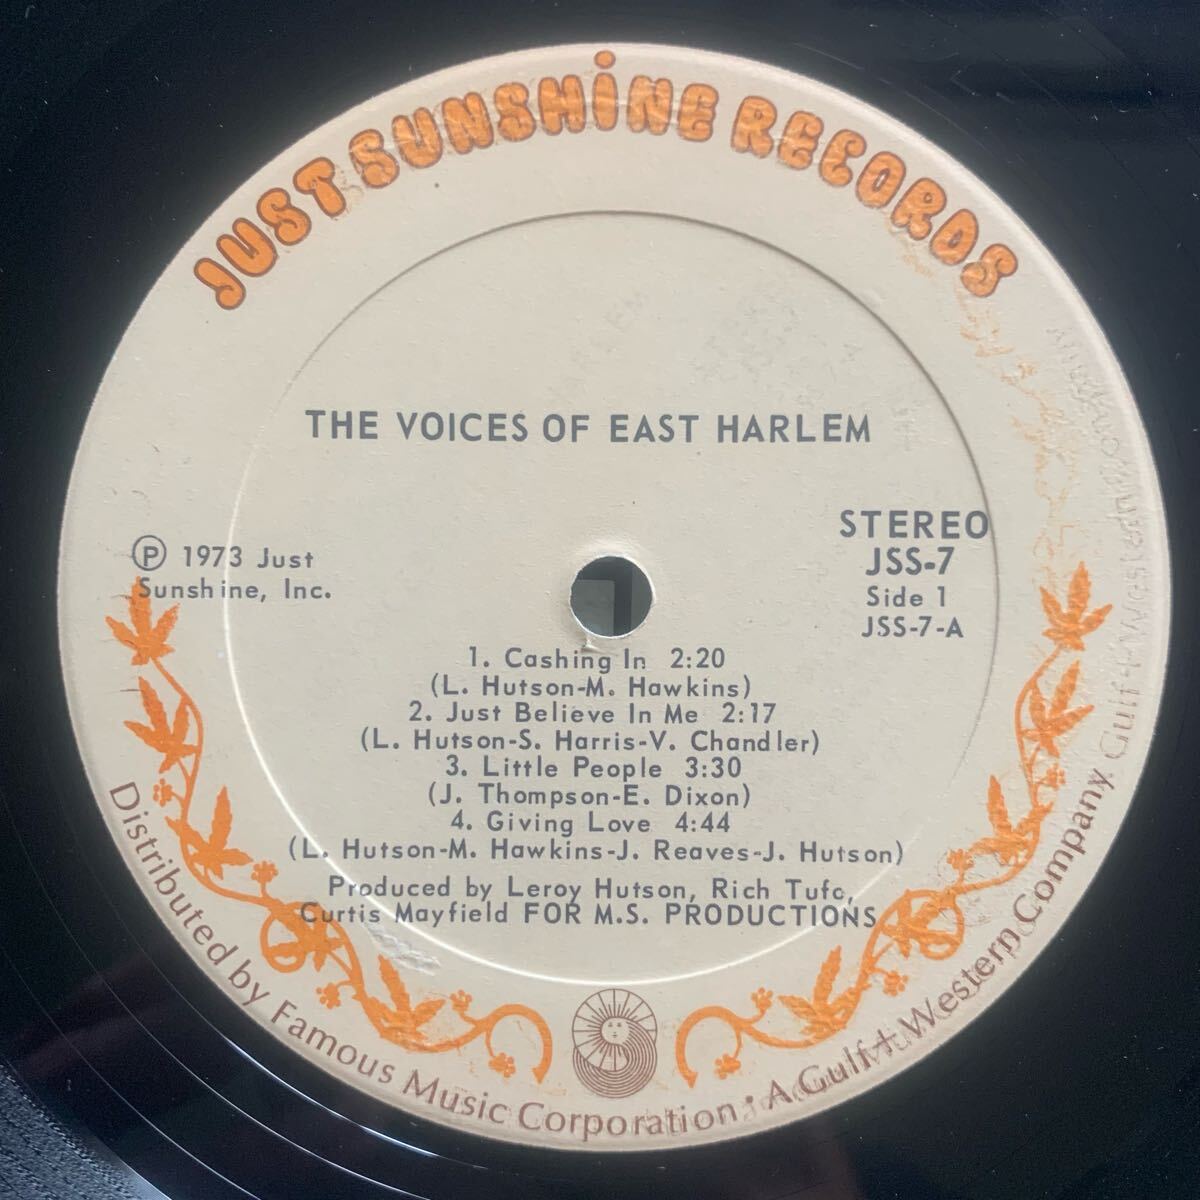 JUST SUNSHINE RECORDS
THE VOICES OF EAST HARLEM
STEREO
JSS-7
Side 1
JSS-7-A
Ⓟ 1973 Just
Sunshine, Inc.
1. Cashing In 2:20
(L. Hutson-M. Hawkins)
2. Just Believe In Me 2:17
(L. Hutson-S. Harris-V. Chandler)
3. Little People 3:30
(J. Thompson-E. Dixon)
4. Giving Love 4:44
(L. Hutson-M. Hawkins-J. Reaves-J. Hutson)
Produced by Leroy Hutson, Rich Tufo,
Curtis Mayfield FOR M.S. PRODUCTIONS
Distributed by Famous Music Corporation • A Gulf+Western Company